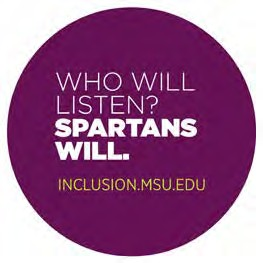 WHO WILL
LISTEN?
SPARTANS
WILL.
INCLUSION.MSU.EDU